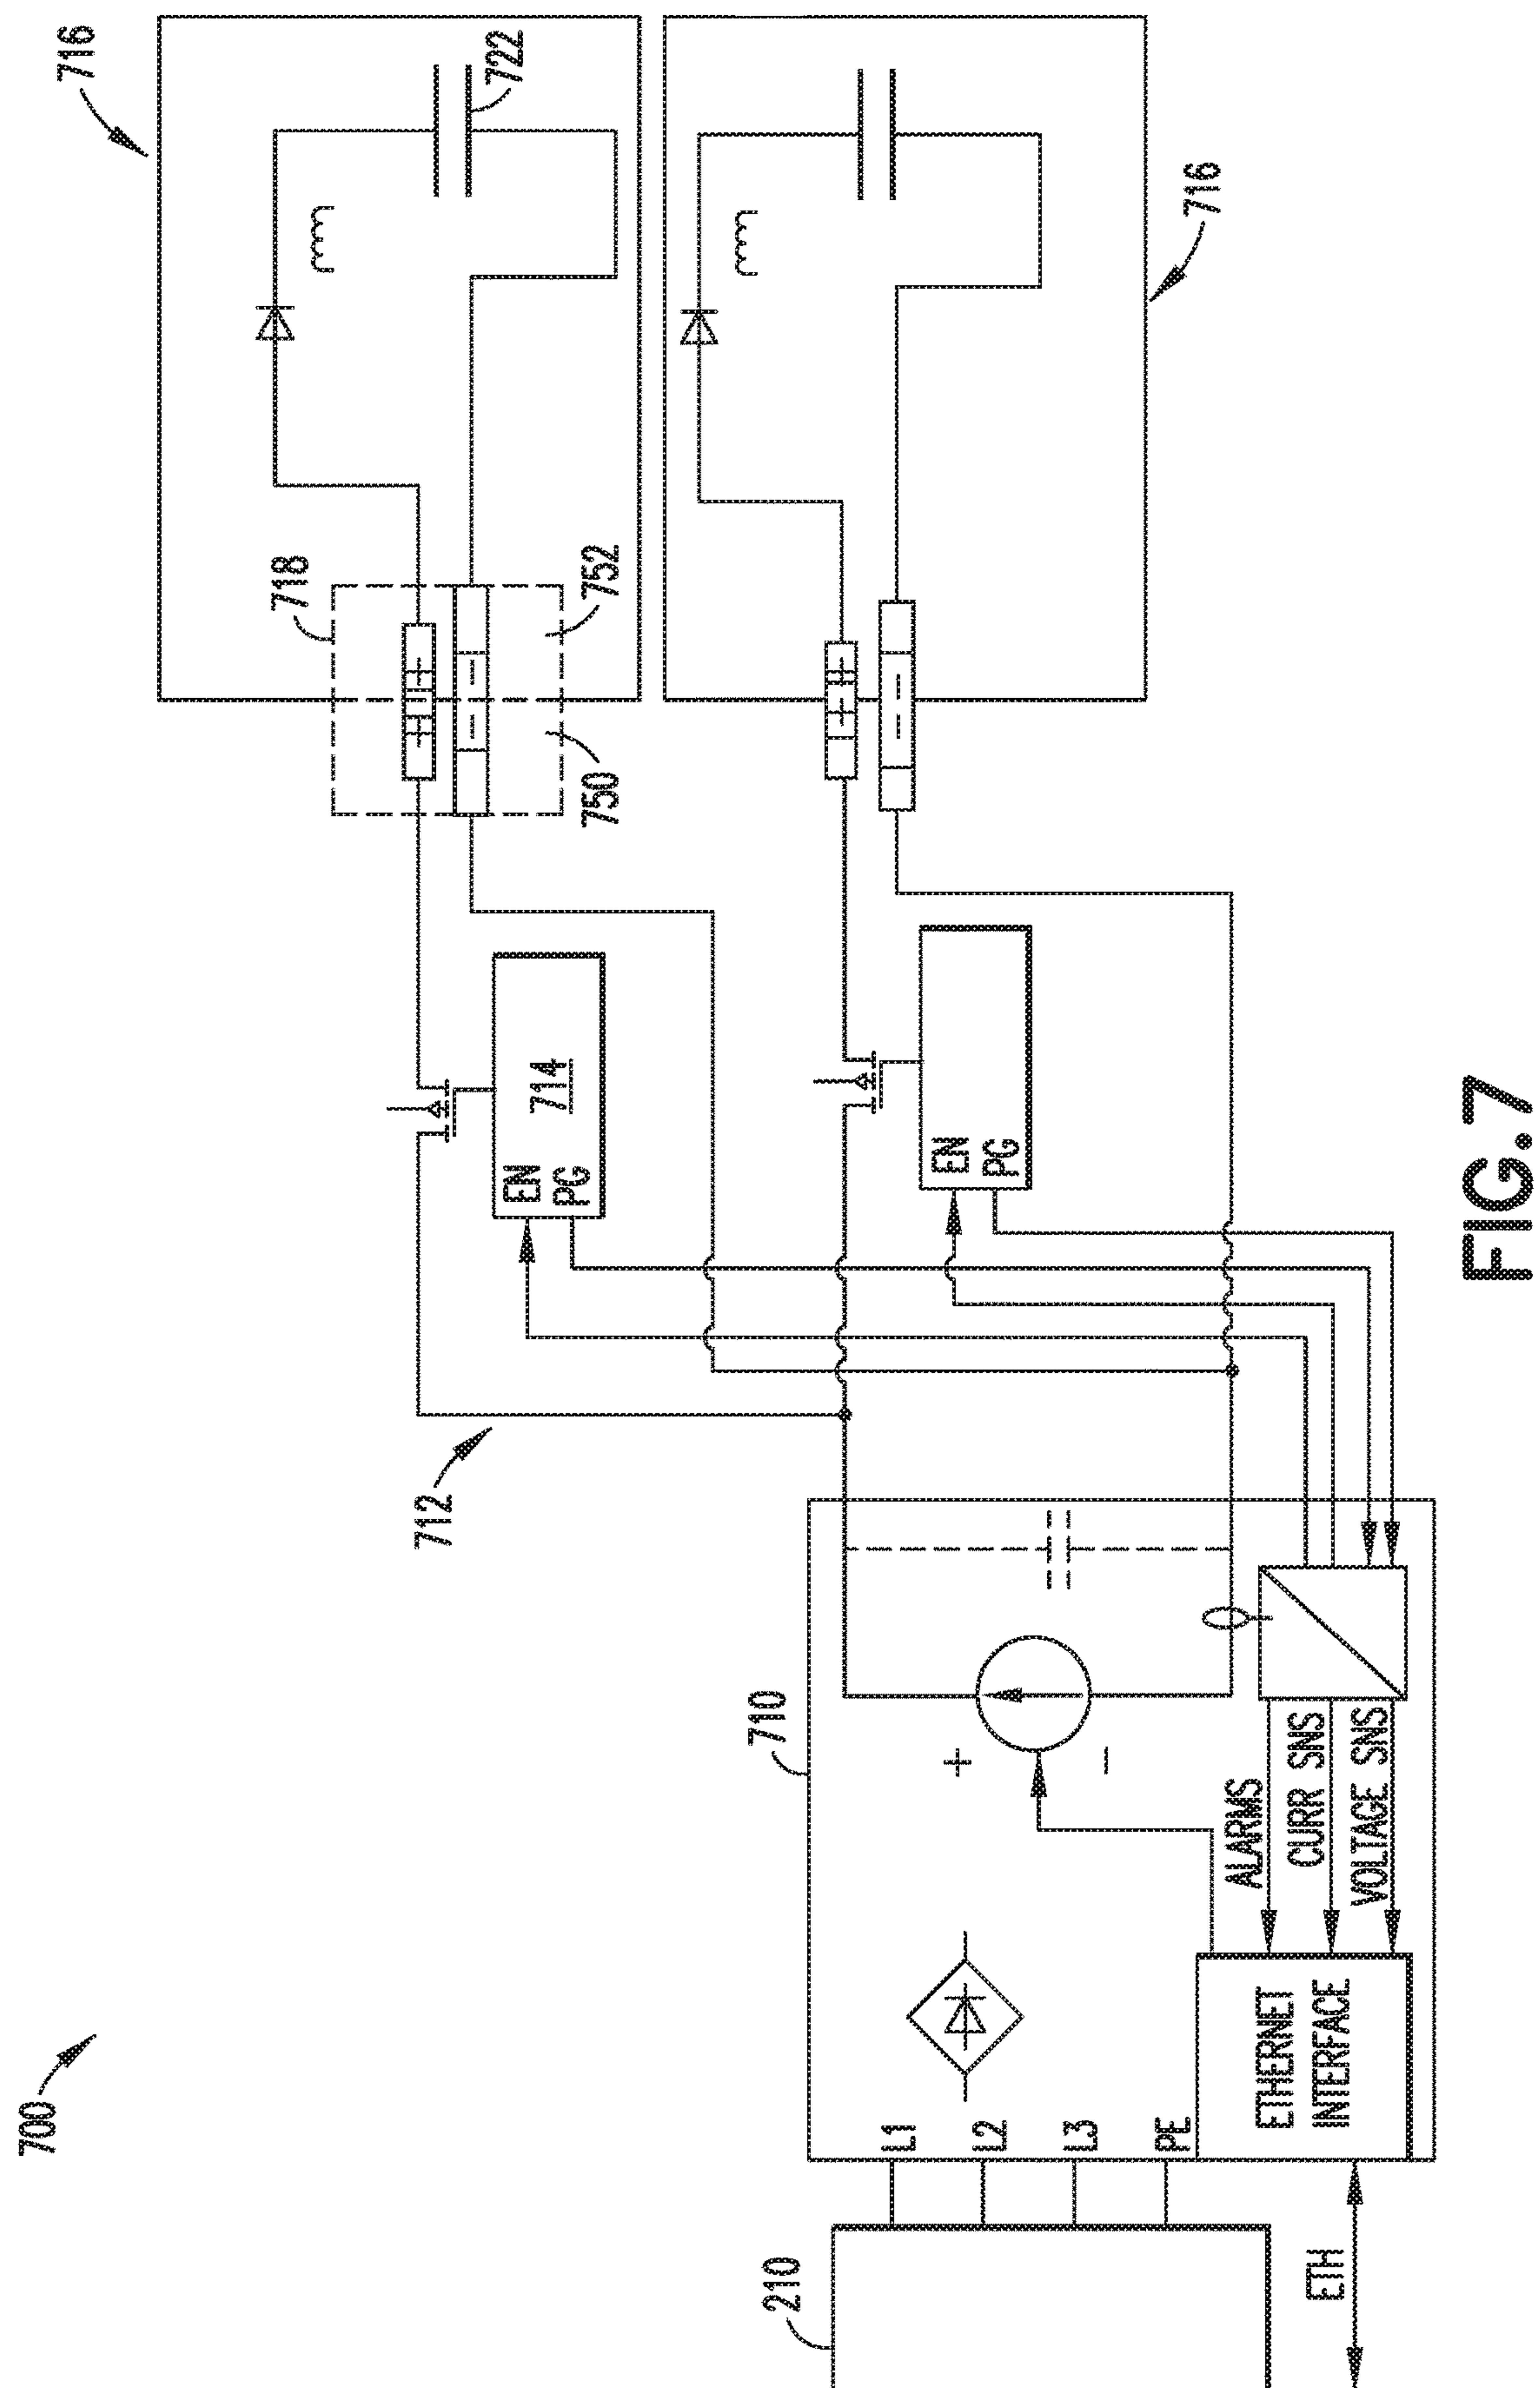 700
210
ETH
L1
L2
L3
PE
ETHERNET
INTERFACE
710
+
−
ALARMS
CURR SNS
VOLTAGE SNS
712
EN
PG
714
EN
PG
718
+
+
−
−
750
752
+
+
−
−
716
722
716
FIG.7